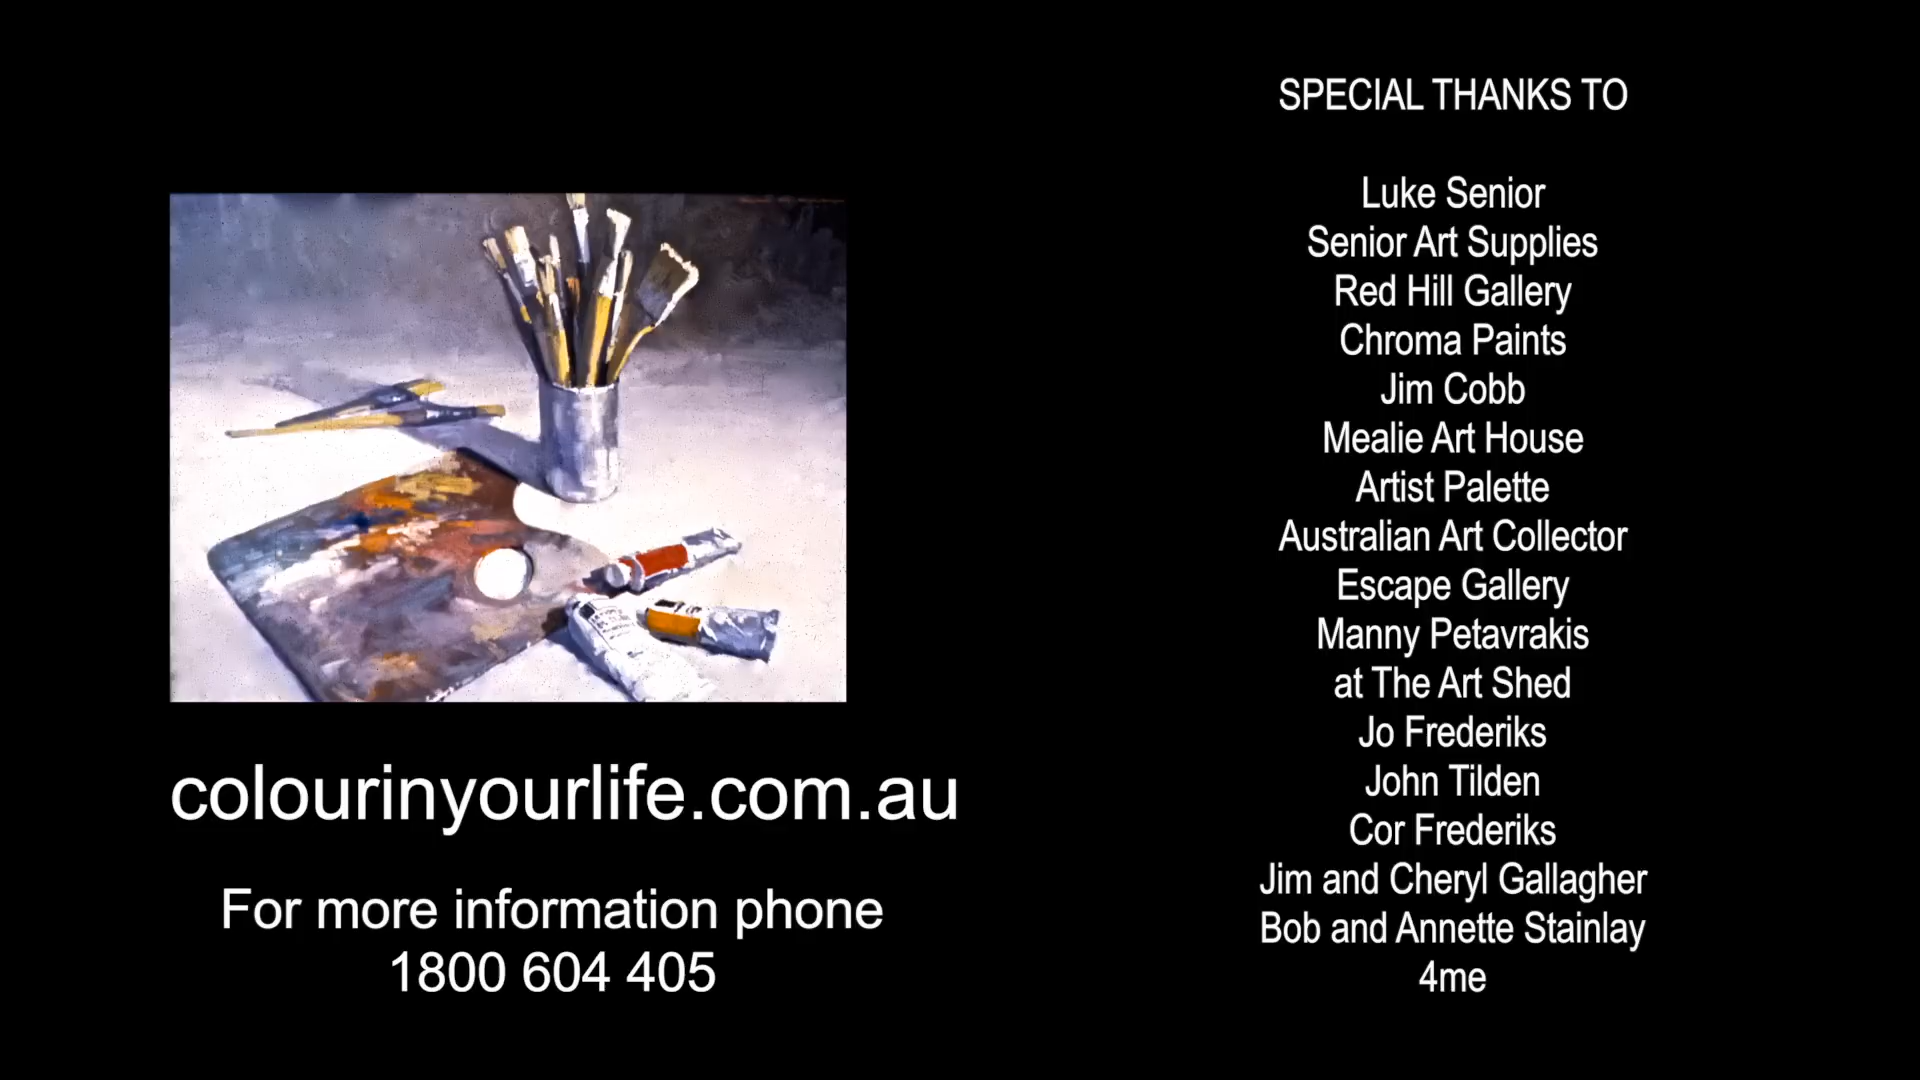 colourinyourlife.com.au
For more information phone
1800 604 405
SPECIAL THANKS TO
Luke Senior
Senior Art Supplies
Red Hill Gallery
Chroma Paints
Jim Cobb
Mealie Art House
Artist Palette
Australian Art Collector
Escape Gallery
Manny Petavrakis
at The Art Shed
Jo Frederiks
John Tilden
Cor Frederiks
Jim and Cheryl Gallagher
Bob and Annette Stainlay
4me